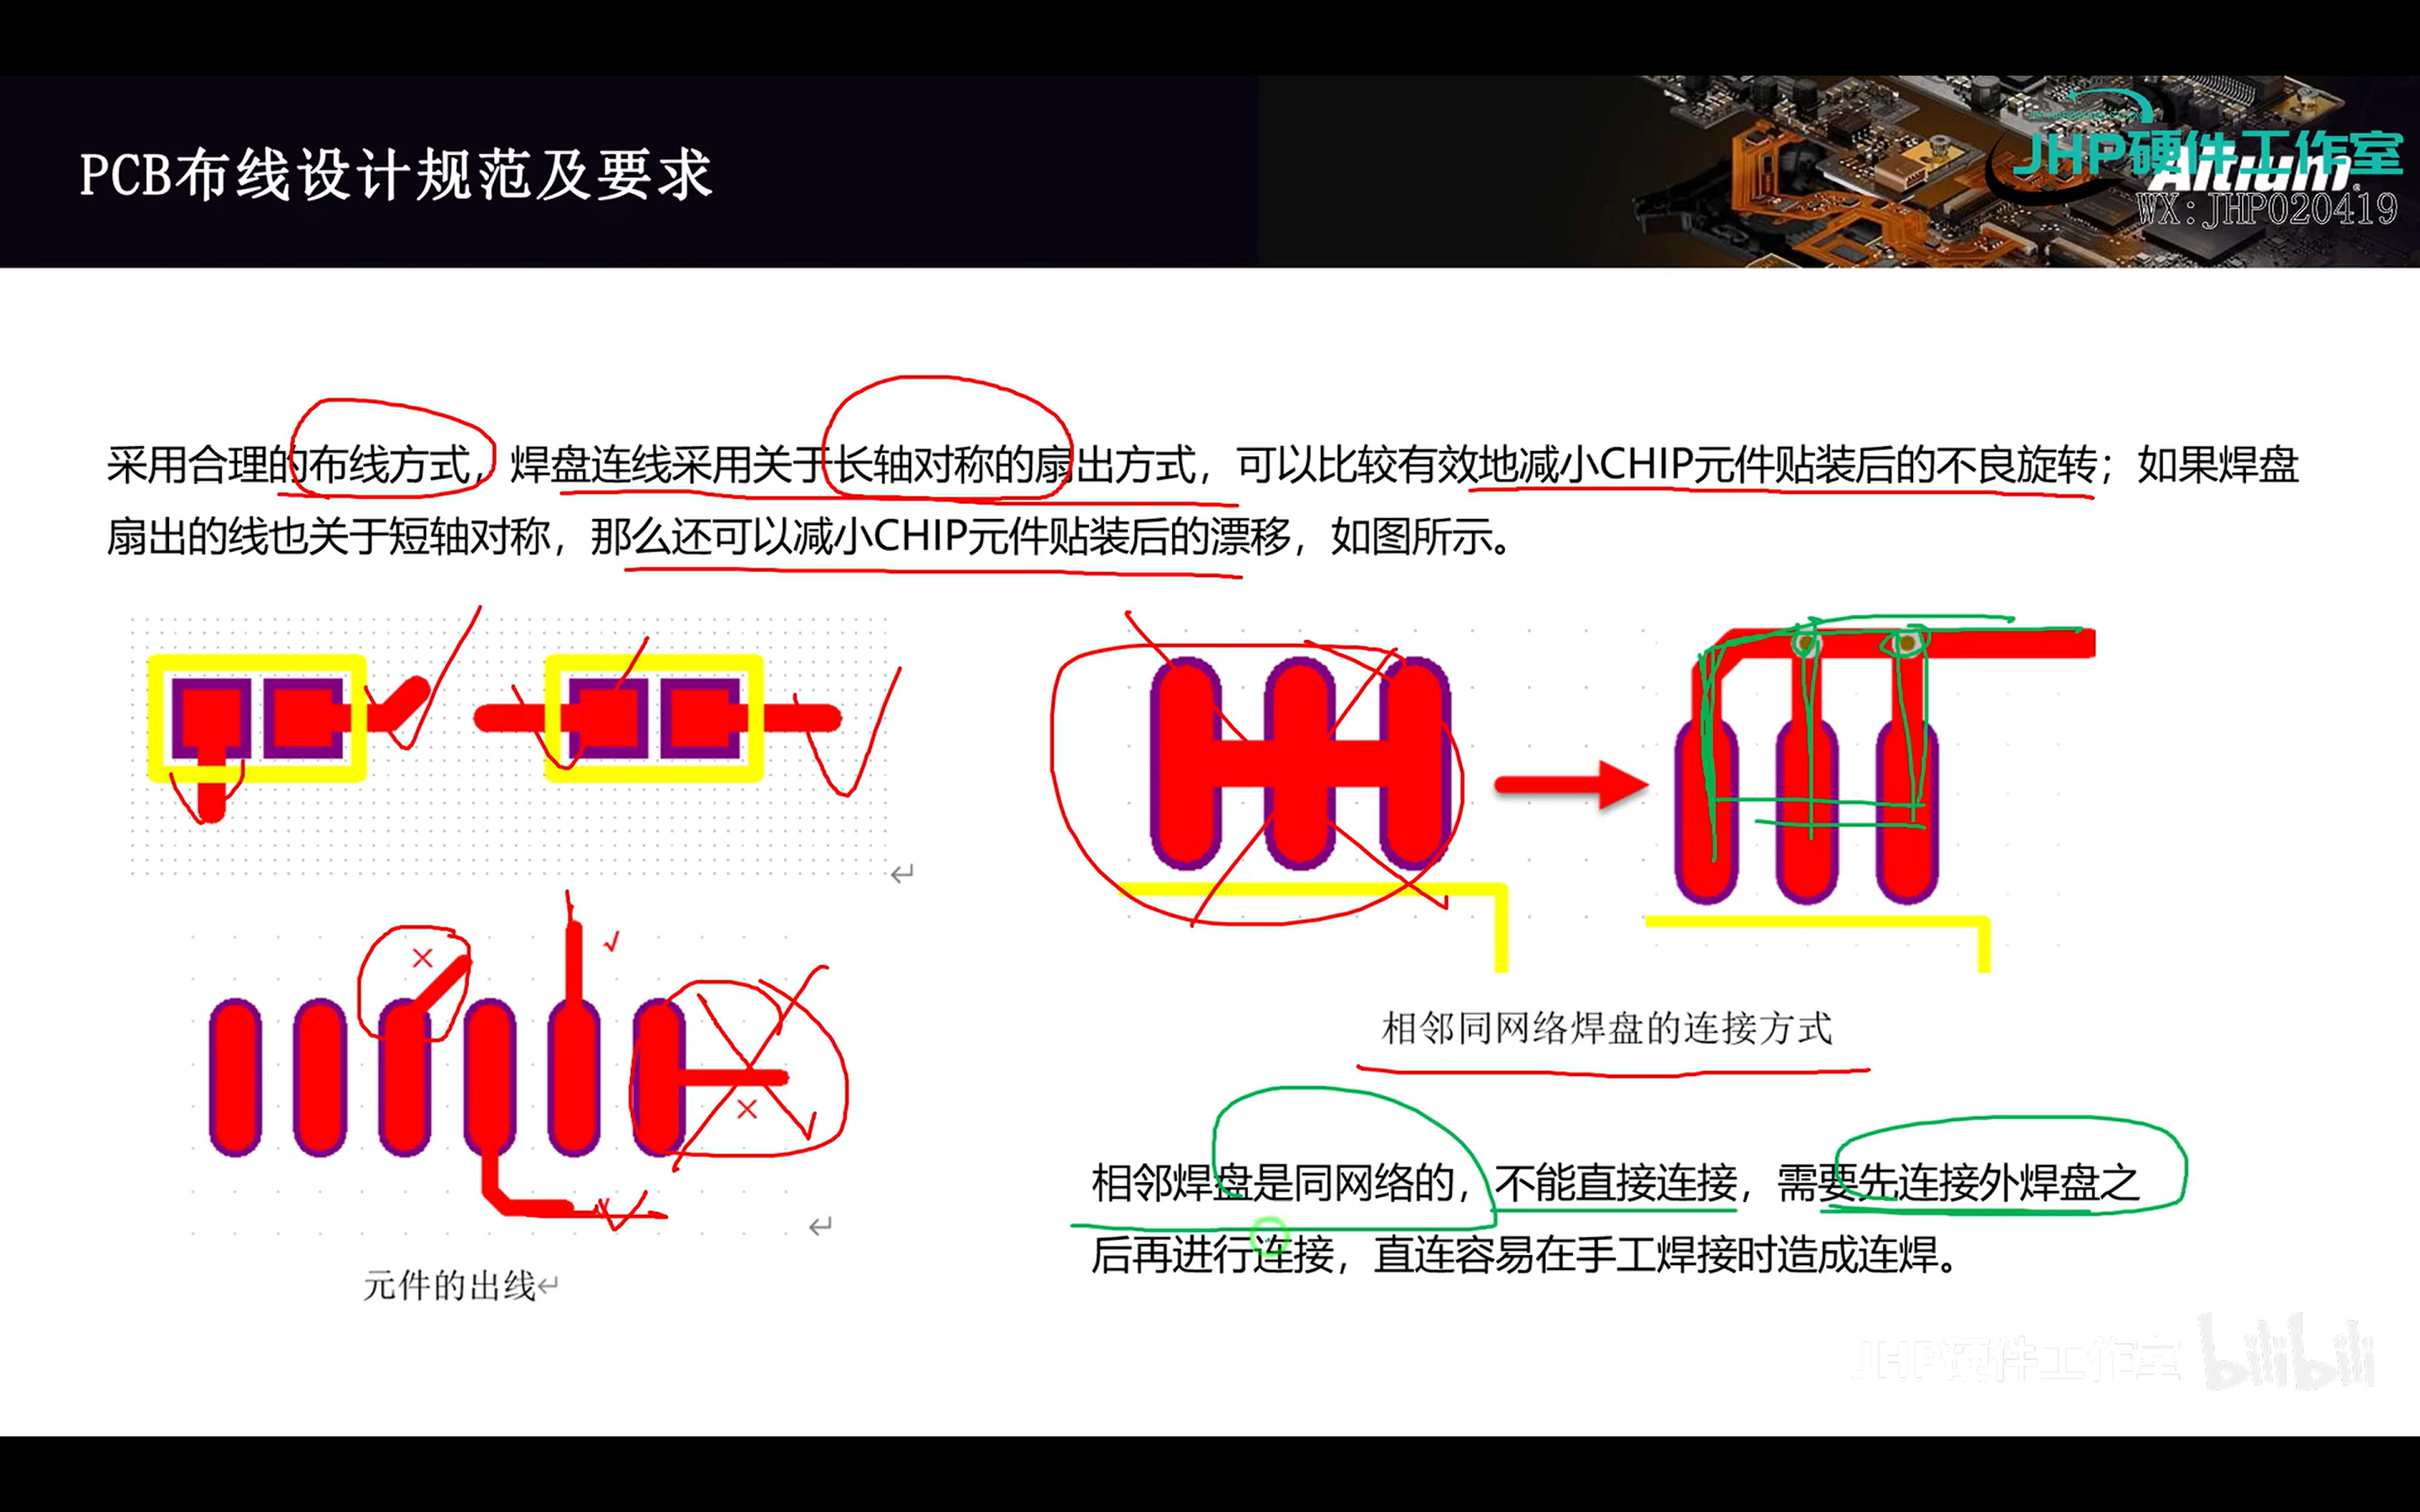 PCB布线设计规范及要求
JHP硬件工作室
Altium
WX:JHP020419
采用合理的布线方式，焊盘连线采用关于长轴对称的扇出方式，可以比较有效地减小CHIP元件贴装后的不良旋转；如果焊盘
扇出的线也关于短轴对称，那么还可以减小CHIP元件贴装后的漂移，如图所示。
元件的出线
相邻同网络焊盘的连接方式
相邻焊盘是同网络的，不能直接连接，需要先连接外焊盘之
后再进行连接，直连容易在手工焊接时造成连焊。
JHP硬件工作室 bilibili